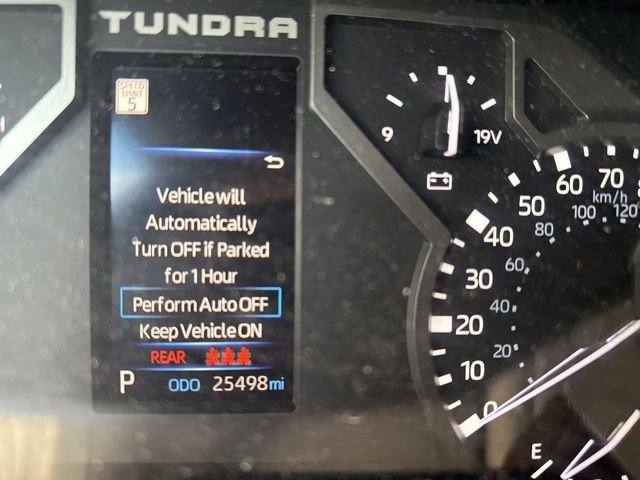 TUNDRA
SPEED
LIMIT
5
Vehicle will
Automatically
Turn OFF if Parked
for 1 Hour
Perform Auto OFF
Keep Vehicle ON
REAR
P ODO 25498 mi
9 19V
0 10 20 30 40 50 60 70
km/h
20 40 60 80 100 120
E